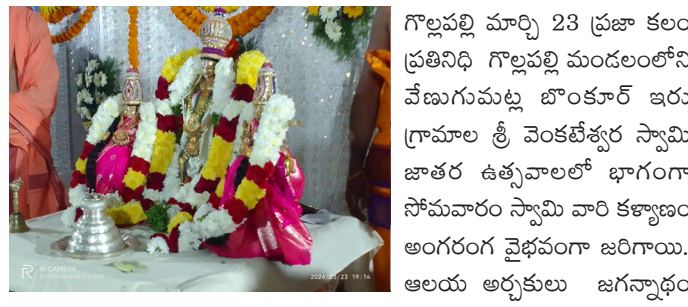 గొల్లపల్లి మార్చి 23 ప్రజా కలం
ప్రతినిధి గొల్లపల్లి మండలంలోని
వేణుగుమట్ల బొంకూర్ ఇరు
గ్రామాల శ్రీ వెంకటేశ్వర స్వామి
జాతర ఉత్సవాలలో భాగంగా
సోమవారం స్వామి వారి కళ్యాణం
అంగరంగ వైభవంగా జరిగాయి.
ఆలయ అర్చకులు జగన్నాథం
AI CAMERA
2026/03/23 19:14